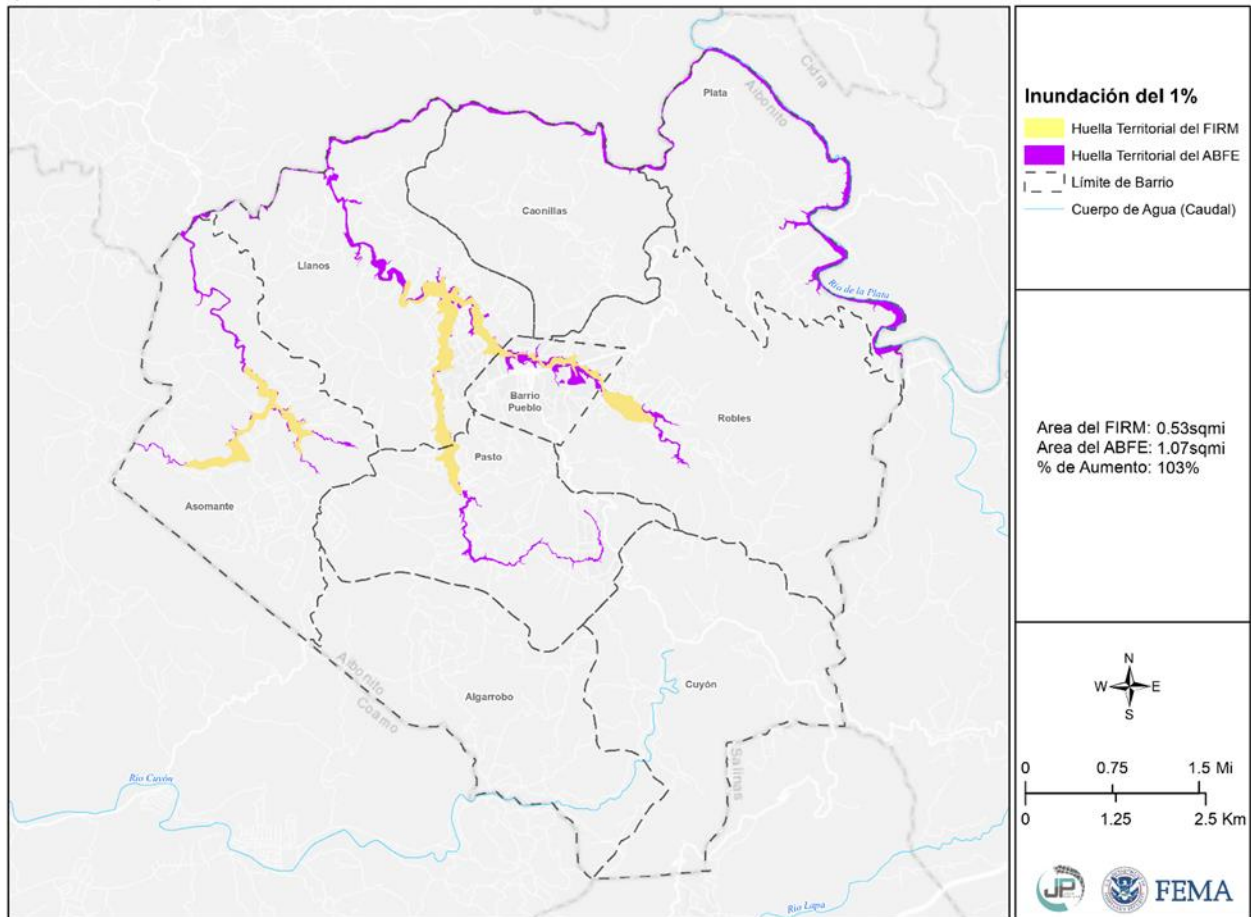 Cidra
Plata
Aibonito
Caonillas
Llanos
Río de la Plata
Barrio
Pueblo
Robles
Pasto
Asomante
Aibonito
Coamo
Algarrobo
Cuyón
Salinas
Río Cuyón
Río Lapa
Inundación del 1%
Huella Territorial del FIRM
Huella Territorial del ABFE
Límite de Barrio
Cuerpo de Agua (Caudal)
Area del FIRM: 0.53sqmi
Area del ABFE: 1.07sqmi
% de Aumento: 103%
N
W E
S
0 0.75 1.5 Mi
0 1.25 2.5 Km
JP
FEMA